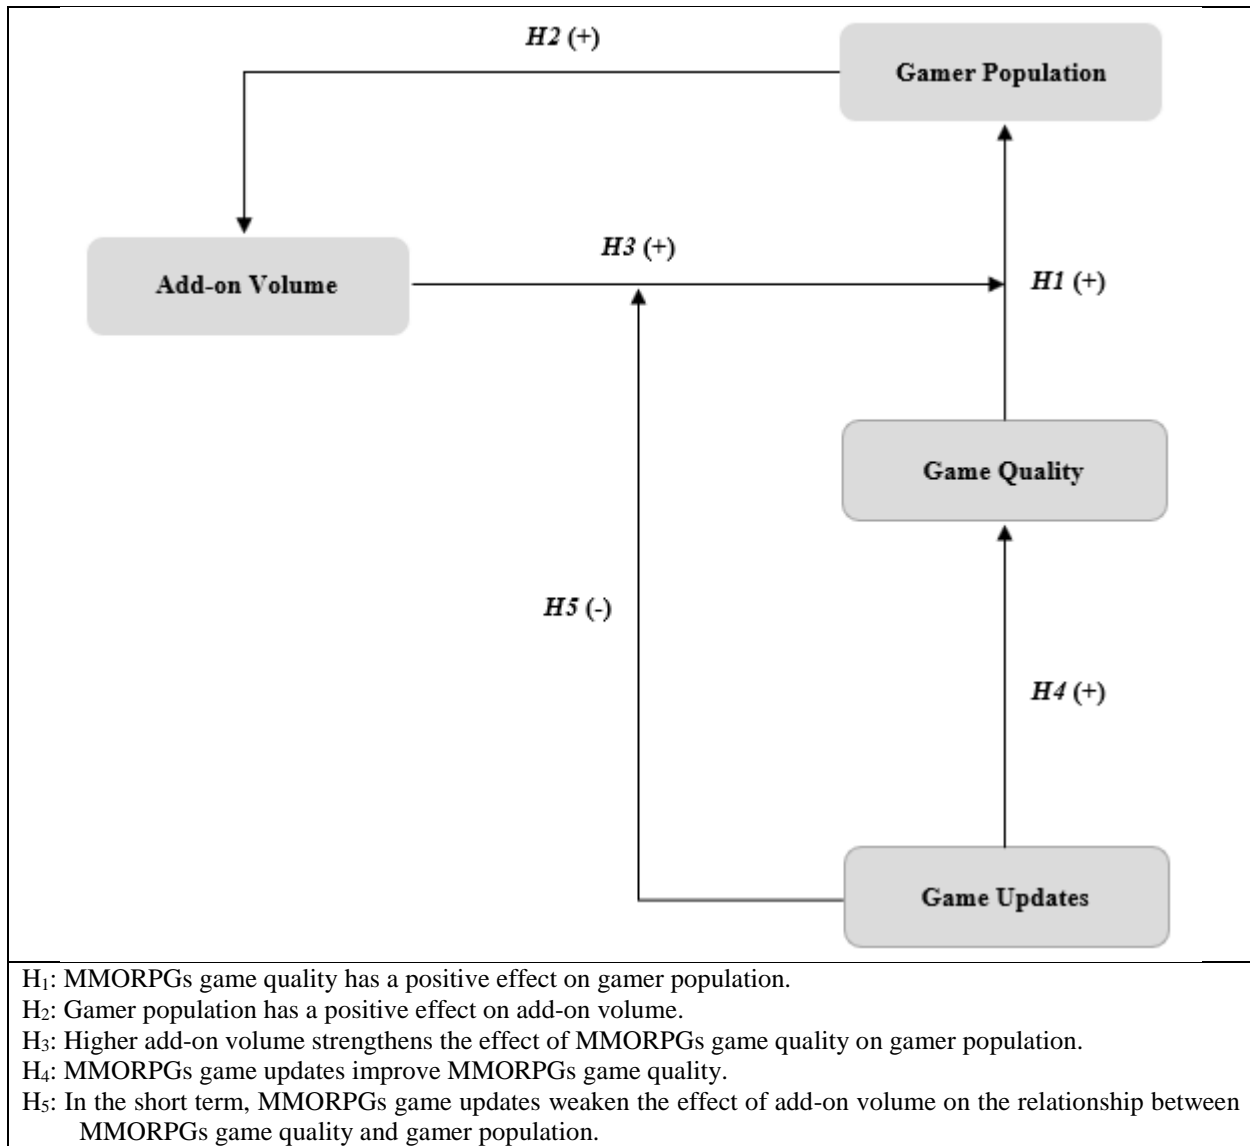 H2 (+)
Gamer Population
H3 (+)
Add-on Volume
H1 (+)
Game Quality
H5 (-)
H4 (+)
Game Updates
H₁: MMORPGs game quality has a positive effect on gamer population.
H₂: Gamer population has a positive effect on add-on volume.
H₃: Higher add-on volume strengthens the effect of MMORPGs game quality on gamer population.
H₄: MMORPGs game updates improve MMORPGs game quality.
H₅: In the short term, MMORPGs game updates weaken the effect of add-on volume on the relationship between
MMORPGs game quality and gamer population.